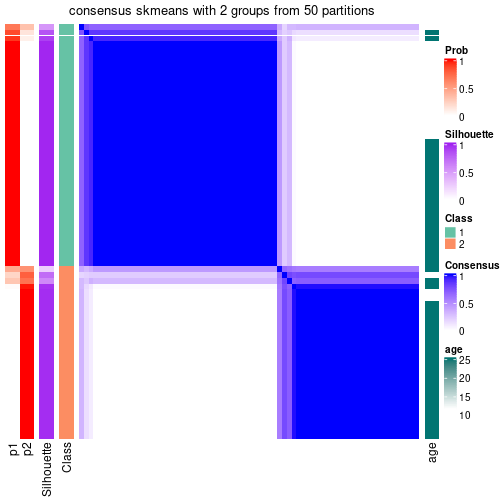 consensus skmeans with 2 groups from 50 partitions
Prob
1
0.5
0
Silhouette
1
0.5
0
Class
1
2
Consensus
1
0.5
0
age
25
20
15
10
p1
p2
Silhouette
Class
age